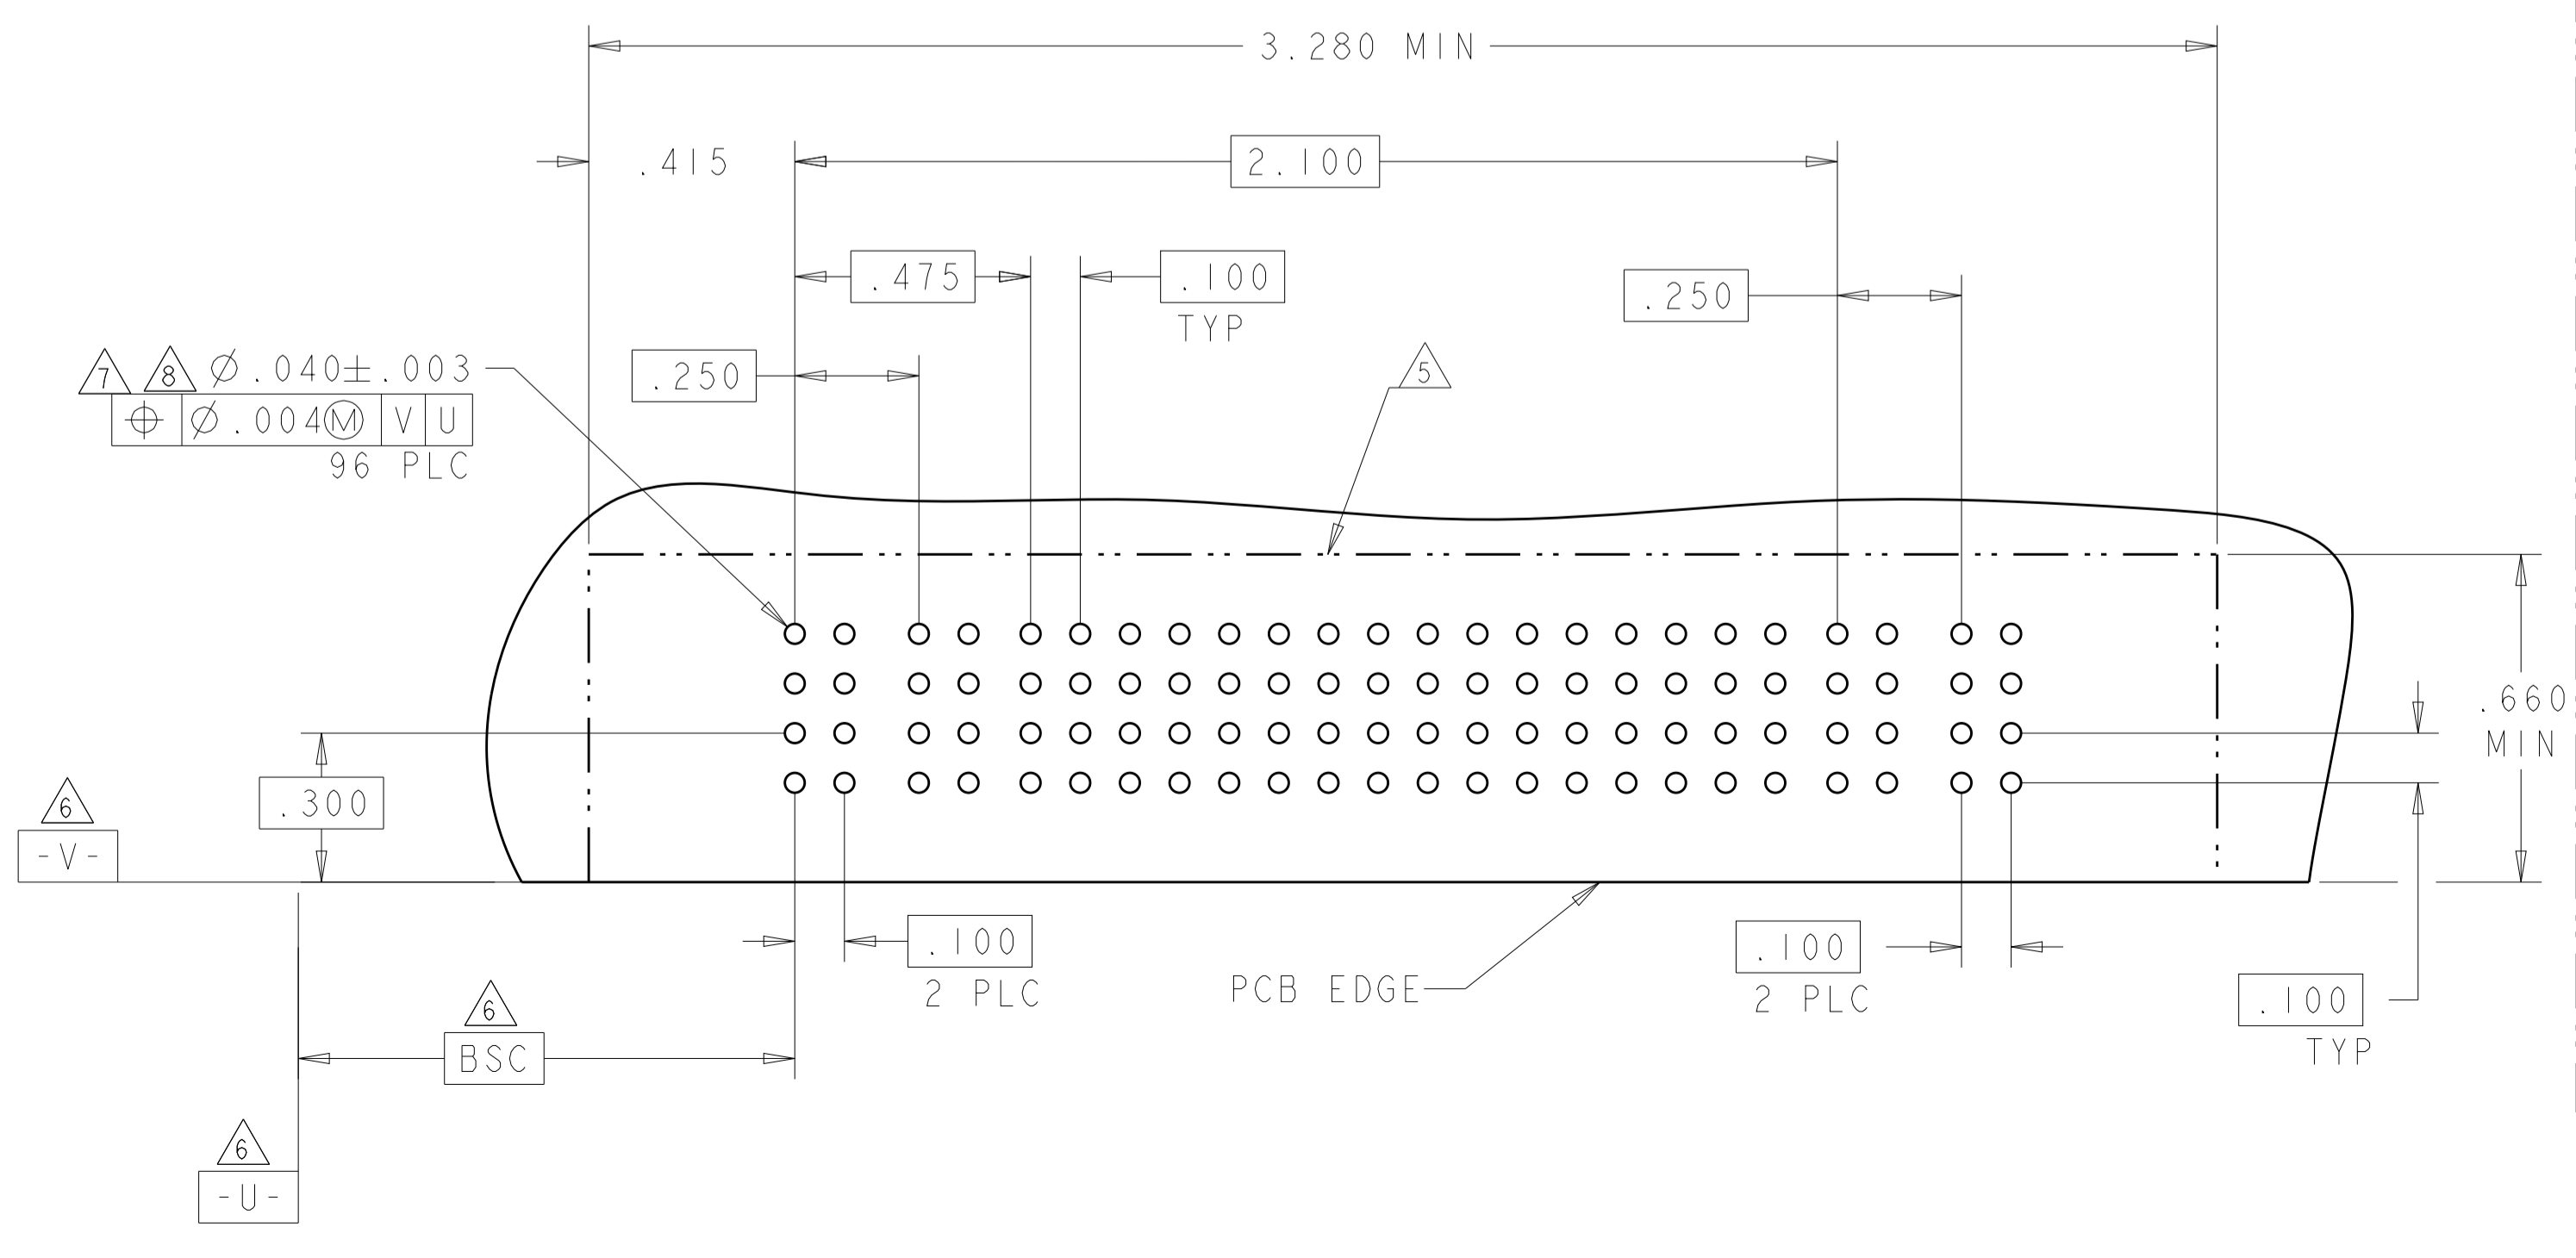 3.280 MIN
.415
2.100
.475
.100
TYP
.250
.250
7 8 Ø.040±.003
⌖ Ø.004Ⓜ V U
96 PLC
5
.660
MIN
.300
6
-V-
.100
2 PLC
PCB EDGE
.100
2 PLC
.100
TYP
6
BSC
6
-U-